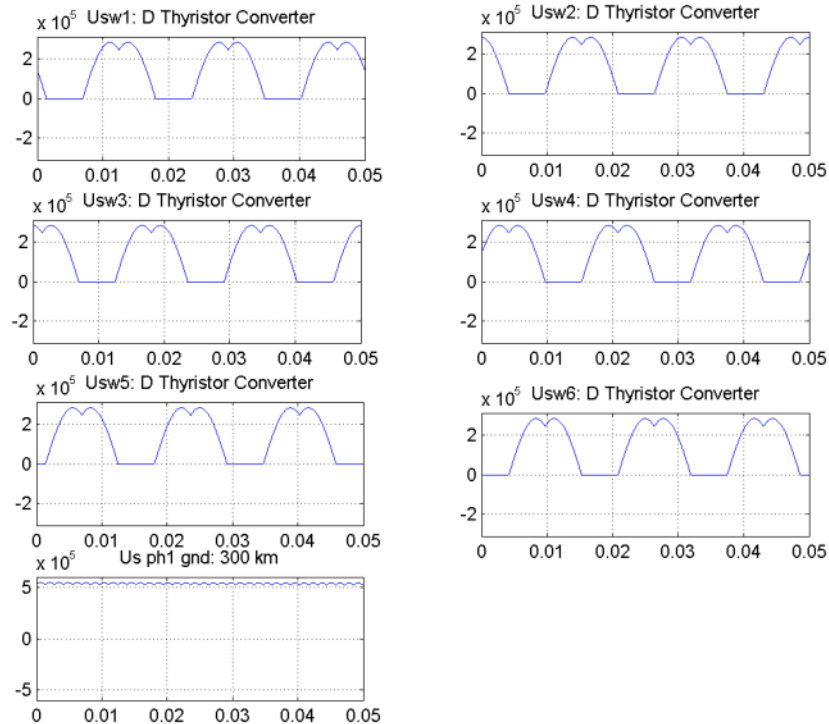 x 10^5 Usw1: D Thyristor Converter
2
0
-2
0 0.01 0.02 0.03 0.04 0.05
x 10^5 Usw2: D Thyristor Converter
2
0
-2
0 0.01 0.02 0.03 0.04 0.05
x 10^5 Usw3: D Thyristor Converter
2
0
-2
0 0.01 0.02 0.03 0.04 0.05
x 10^5 Usw4: D Thyristor Converter
2
0
-2
0 0.01 0.02 0.03 0.04 0.05
x 10^5 Usw5: D Thyristor Converter
2
0
-2
0 0.01 0.02 0.03 0.04 0.05
x 10^5 Usw6: D Thyristor Converter
2
0
-2
0 0.01 0.02 0.03 0.04 0.05
x 10^5 Us ph1 gnd: 300 km
5
0
-5
0 0.01 0.02 0.03 0.04 0.05